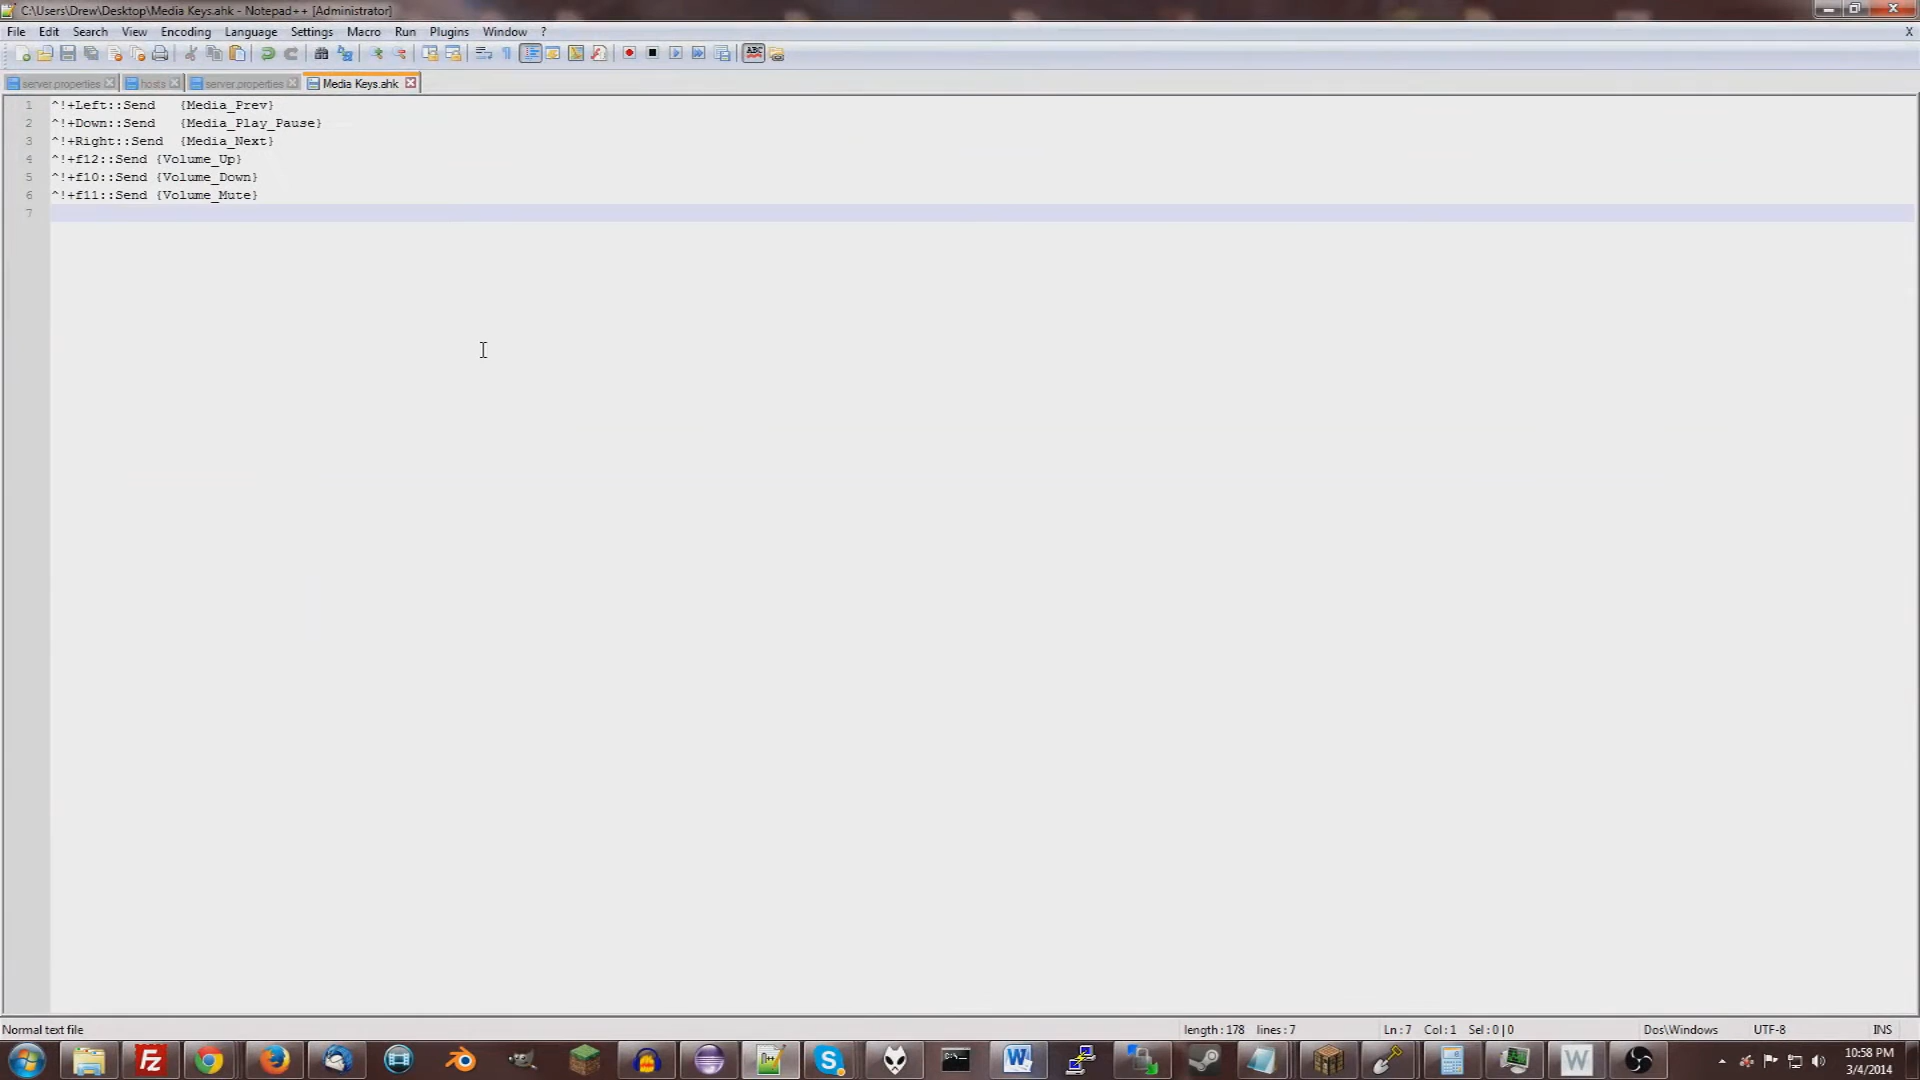 C:\Users\Drew\Desktop\Media Keys.ahk - Notepad++ [Administrator]
File Edit Search View Encoding Language Settings Macro Run Plugins Window ? X
ABC
server.properties hosts server.properties Media Keys.ahk
1 ^!+Left::Send   {Media_Prev}
2 ^!+Down::Send   {Media_Play_Pause}
3 ^!+Right::Send  {Media_Next}
4 ^!+f12::Send {Volume_Up}
5 ^!+f10::Send {Volume_Down}
6 ^!+f11::Send {Volume_Mute}
7
Normal text file length : 178 lines : 7 Ln : 7 Col : 1 Sel : 0 | 0 Dos\Windows UTF-8 INS
10:58 PM
3/4/2014